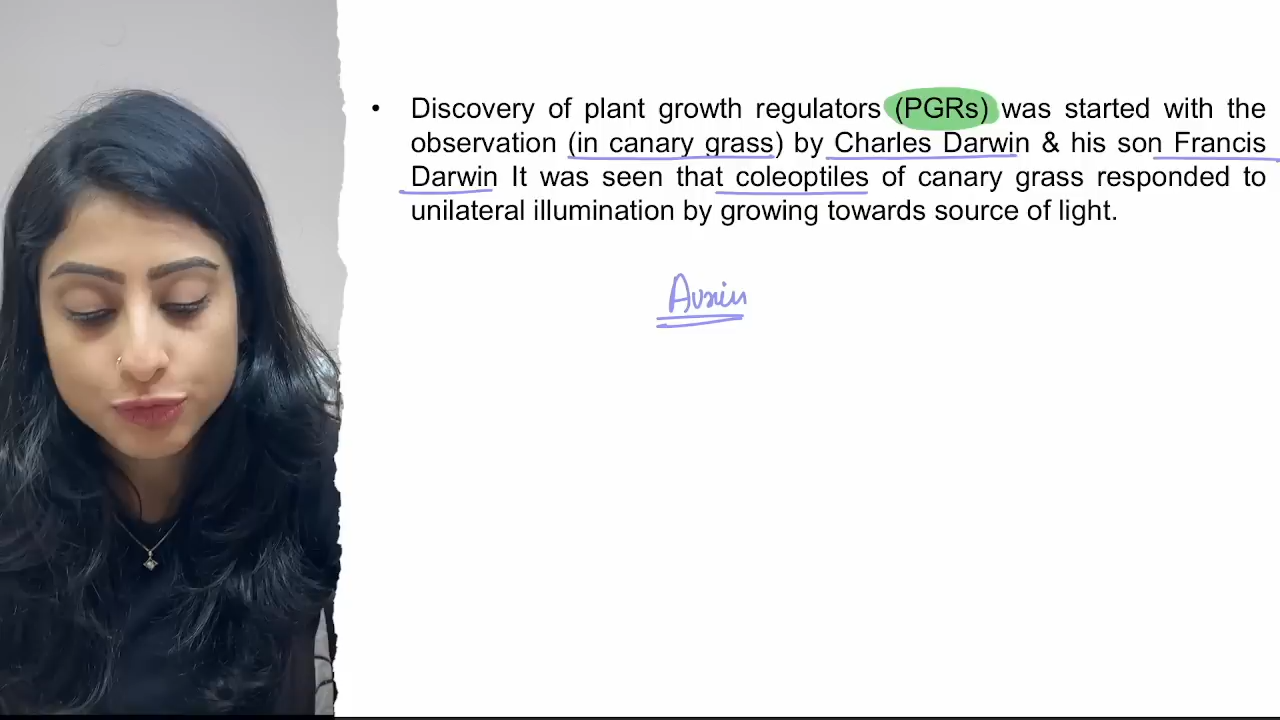 • Discovery of plant growth regulators (PGRs) was started with the
observation (in canary grass) by Charles Darwin & his son Francis
Darwin It was seen that coleoptiles of canary grass responded to
unilateral illumination by growing towards source of light.
Auxin